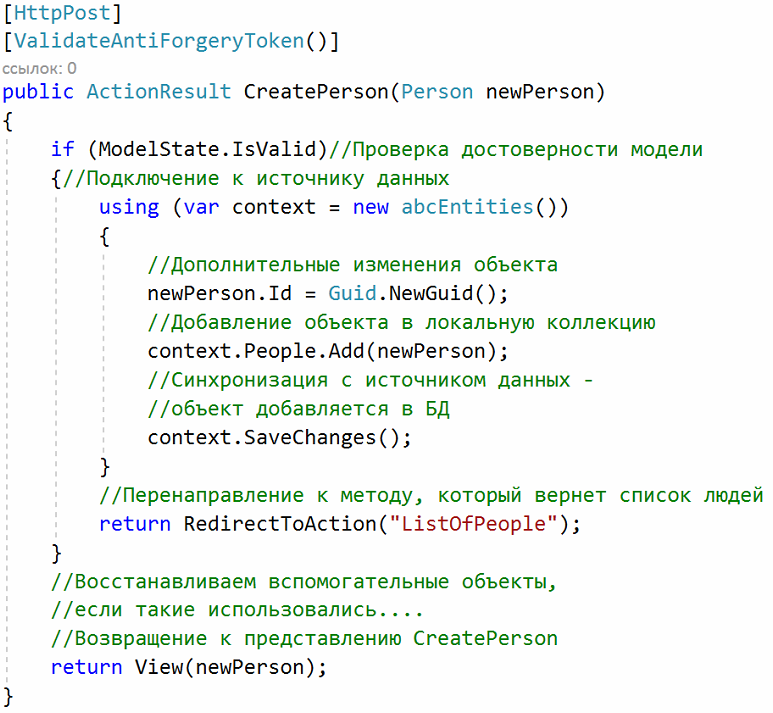 [HttpPost]
[ValidateAntiForgeryToken()]
ссылок: 0
public ActionResult CreatePerson(Person newPerson)
{
if (ModelState.IsValid)//Проверка достоверности модели
{//Подключение к источнику данных
using (var context = new abcEntities())
{
//Дополнительные изменения объекта
newPerson.Id = Guid.NewGuid();
//Добавление объекта в локальную коллекцию
context.People.Add(newPerson);
//Синхронизация с источником данных -
//объект добавляется в БД
context.SaveChanges();
}
//Перенаправление к методу, который вернет список людей
return RedirectToAction("ListOfPeople");
}
//Восстанавливаем вспомогательные объекты,
//если такие использовались....
//Возвращение к представлению CreatePerson
return View(newPerson);
}